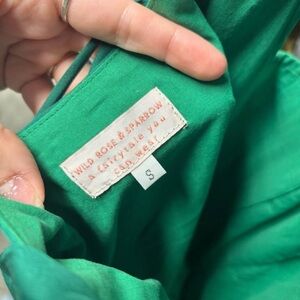 WILD ROSE & SPARROW
a fairytale you
can wear
S